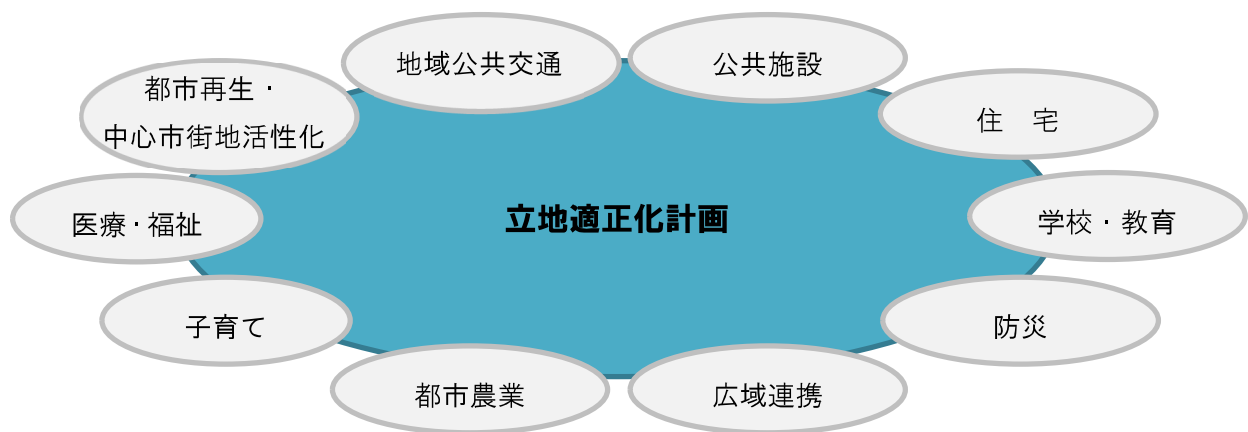 地域公共交通
公共施設
都市再生・
中心市街地活性化
住　宅
医療・福祉
立地適正化計画
学校・教育
子育て
防災
都市農業
広域連携